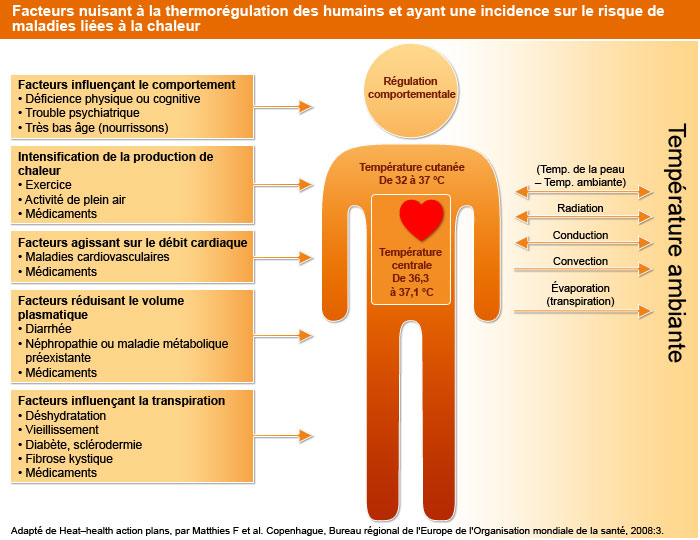 Facteurs nuisant à la thermorégulation des humains et ayant une incidence sur le risque de
maladies liées à la chaleur
Facteurs influençant le comportement
• Déficience physique ou cognitive
• Trouble psychiatrique
• Très bas âge (nourrissons)
Intensification de la production de
chaleur
• Exercice
• Activité de plein air
• Médicaments
Facteurs agissant sur le débit cardiaque
• Maladies cardiovasculaires
• Médicaments
Facteurs réduisant le volume
plasmatique
• Diarrhée
• Néphropathie ou maladie métabolique
préexistante
• Médicaments
Facteurs influençant la transpiration
• Déshydratation
• Vieillissement
• Diabète, sclérodermie
• Fibrose kystique
• Médicaments
Régulation
comportementale
Température cutanée
De 32 à 37 °C
Température
centrale
De 36,3
à 37,1 °C
(Temp. de la peau
– Temp. ambiante)
Radiation
Conduction
Convection
Évaporation
(transpiration)
Température ambiante
Adapté de Heat–health action plans, par Matthies F et al. Copenhague, Bureau régional de l'Europe de l'Organisation mondiale de la santé, 2008:3.